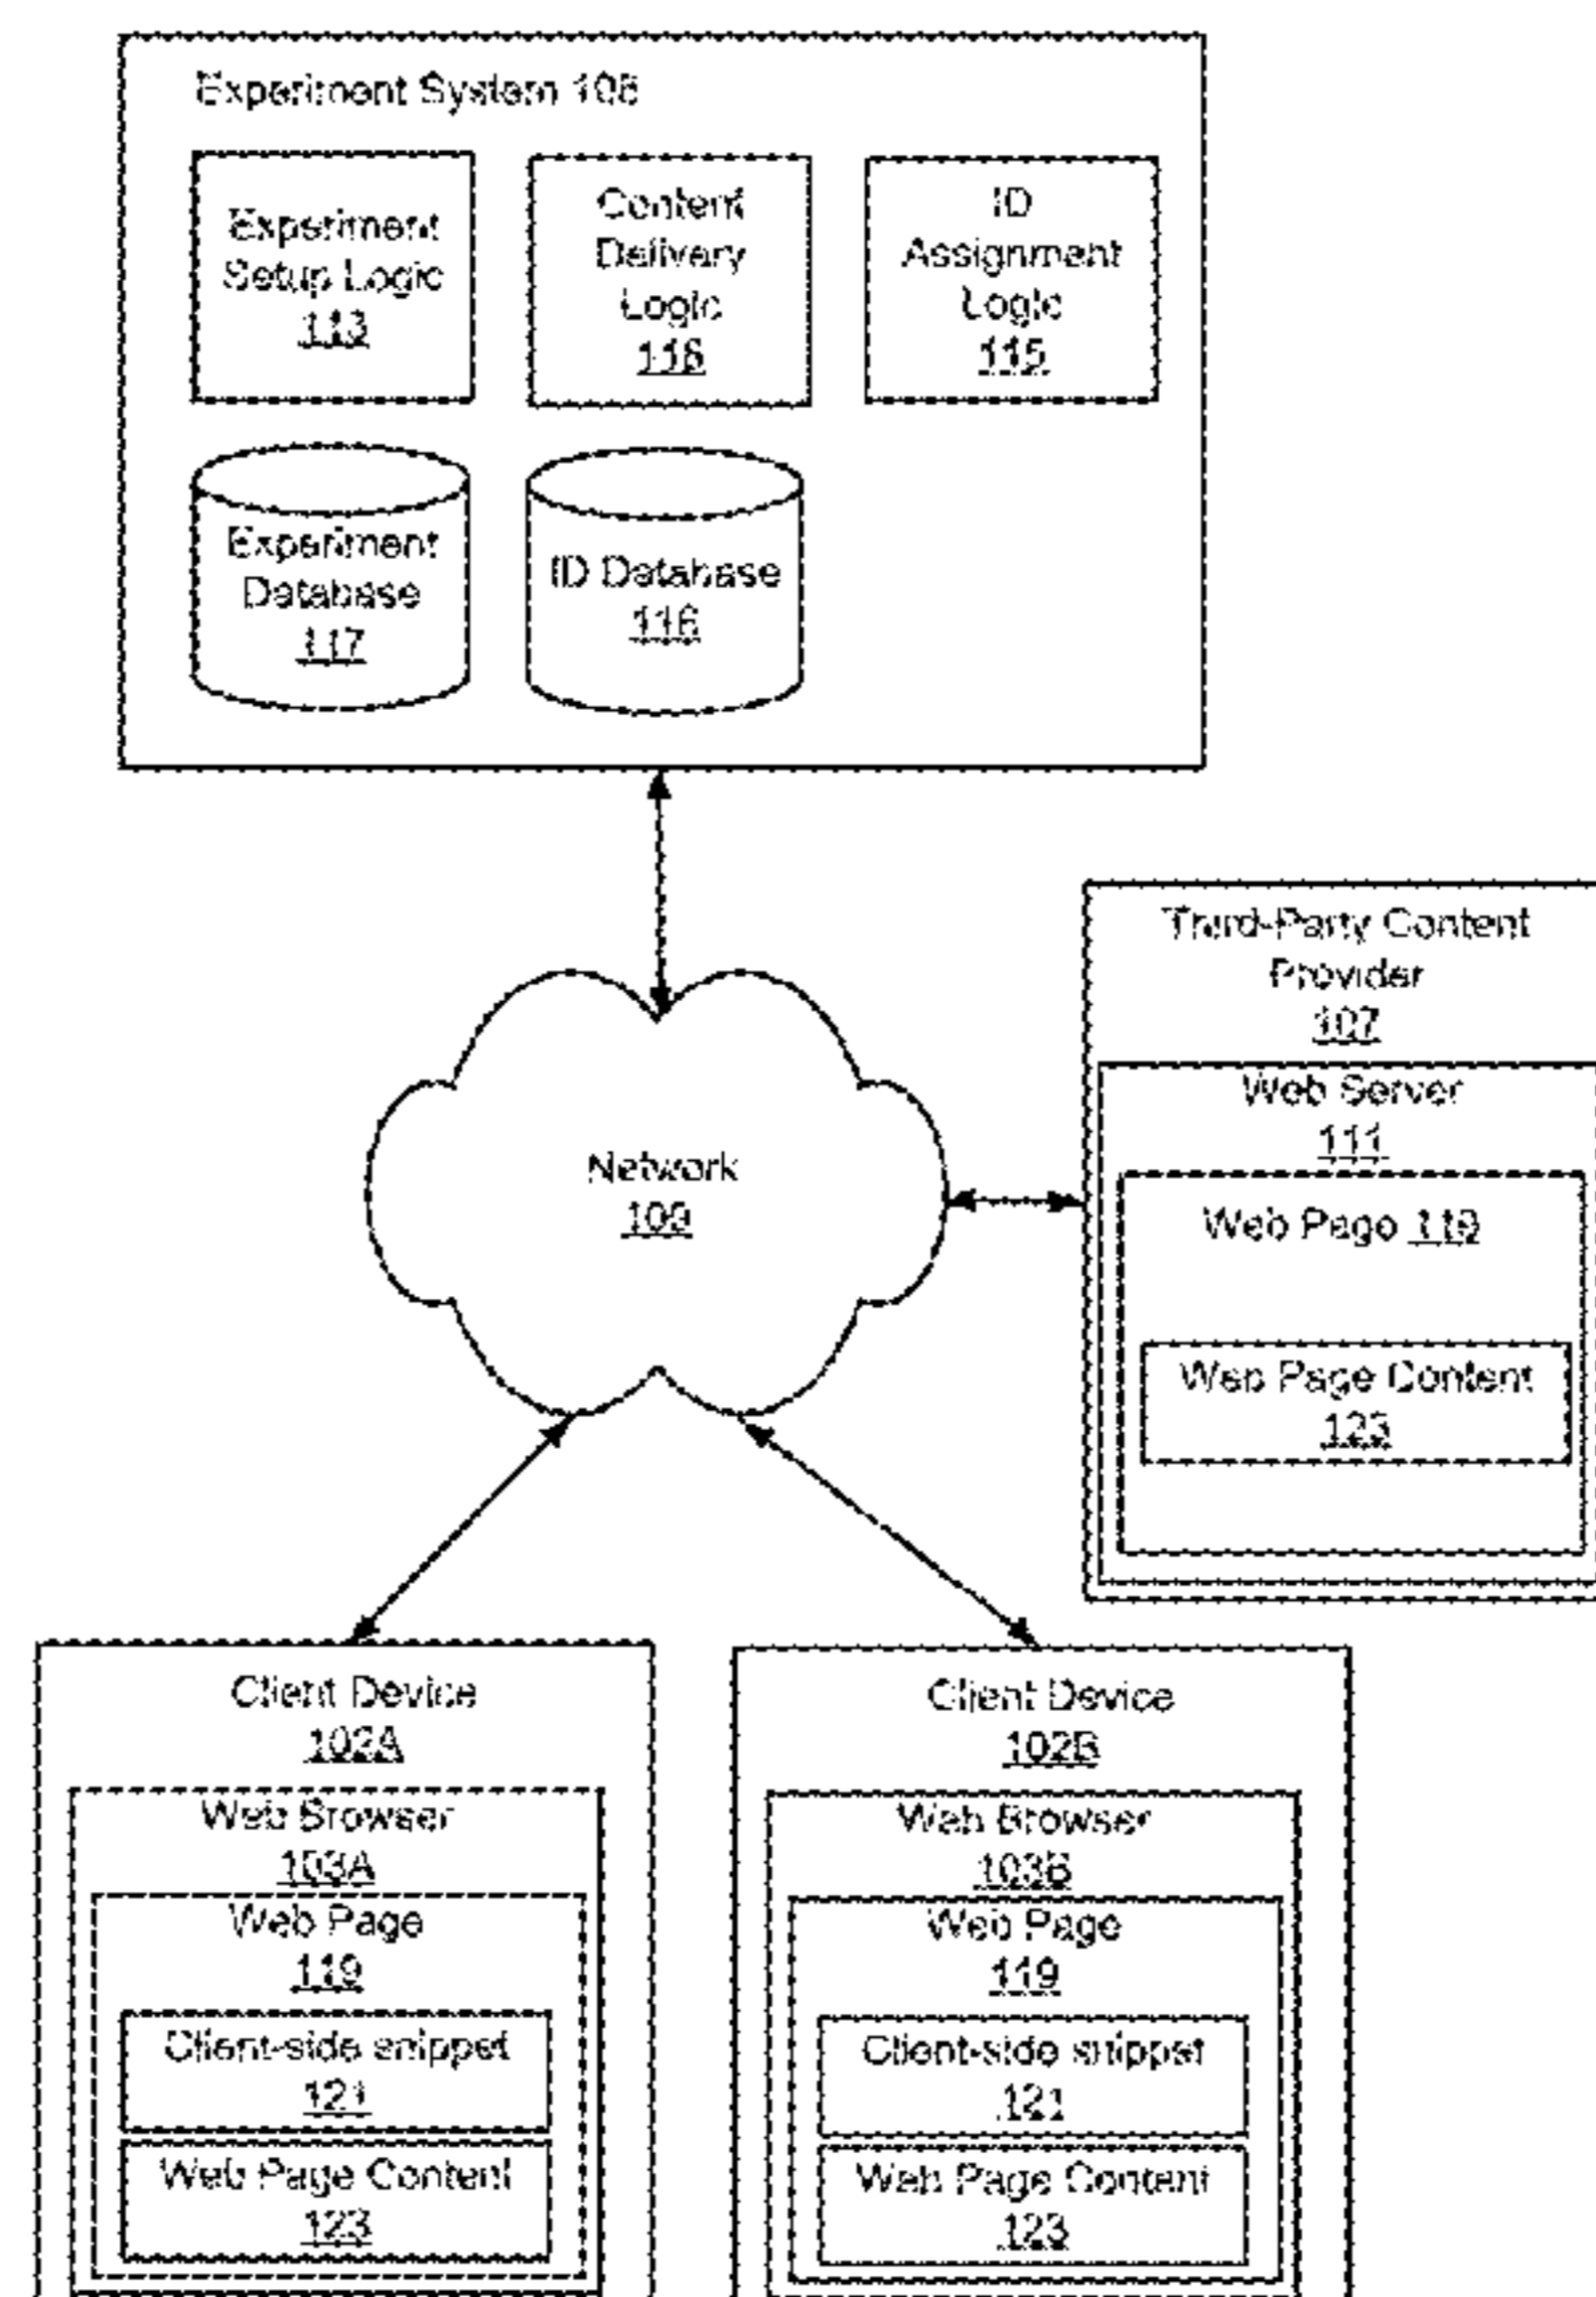 Experiment System
Experiment
Setup Logic
113
Content
Delivery
Logic
ID
Assignment
Logic
115
Experiment
Database
117
ID Database
116
Third-Party Content
Provider
107
Web Server
111
Network
109
Web Page 119
Web Page Content
123
Client Device
102A
Web Browser
103A
Web Page
119
Client-side snippet
121
Web Page Content
123
Client Device
102B
Web Browser
103B
Web Page
119
Client-side snippet
121
Web Page Content
123